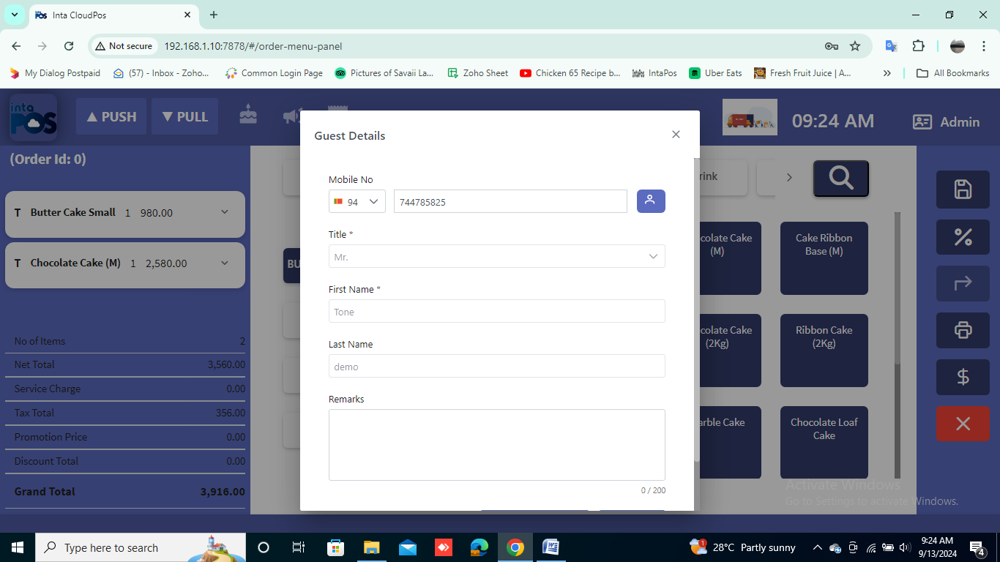 Inta CloudPos
Not secure
192.168.1.10:7878/#/order-menu-panel
My Dialog Postpaid
(57) - Inbox - Zoho...
Common Login Page
Pictures of Savaii La...
Zoho Sheet
Chicken 65 Recipe b...
IntaPos
Uber Eats
Fresh Fruit Juice | A...
All Bookmarks
inta
POS
▲ PUSH
▼ PULL
09:24 AM
Admin
(Order Id: 0)
T Butter Cake Small 1 980.00
T Chocolate Cake (M) 1 2,580.00
No of Items 2
Net Total 3,560.00
Service Charge 0.00
Tax Total 356.00
Promotion Price 0.00
Discount Total 0.00
Grand Total 3,916.00
BU
Guest Details
Mobile No
94
744785825
Title *
Mr.
First Name *
Tone
Last Name
demo
Remarks
0 / 200
rink
colate Cake
(M)
Cake Ribbon
Base (M)
colate Cake
(2Kg)
Ribbon Cake
(2Kg)
arble Cake
Chocolate Loaf
Cake
Activate Windows
Go to Settings to activate Windows.
Type here to search
1
28°C Partly sunny
9:24 AM
9/13/2024
4